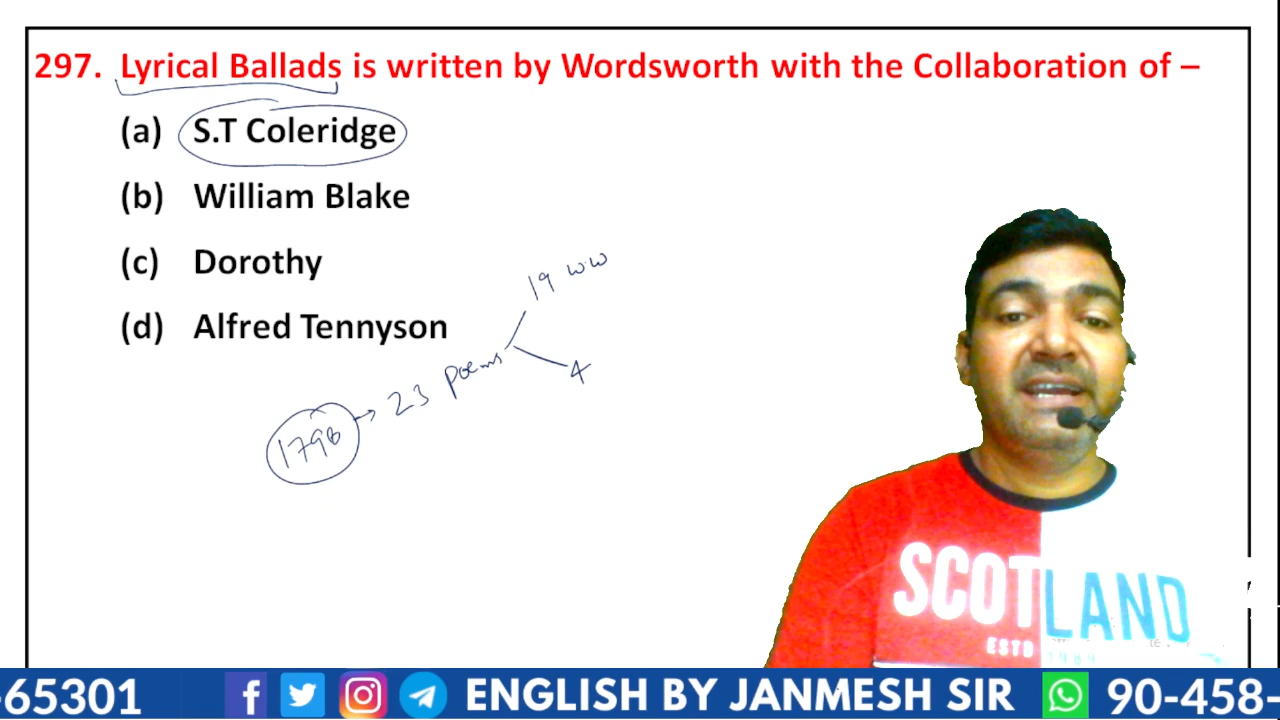 297. Lyrical Ballads is written by Wordsworth with the Collaboration of –
(a) S.T Coleridge
(b) William Blake
(c) Dorothy
(d) Alfred Tennyson
19 W.W
4
1798 → 23 poems
SCOTLAND
ESTD
-65301 ENGLISH BY JANMESH SIR 90-458-